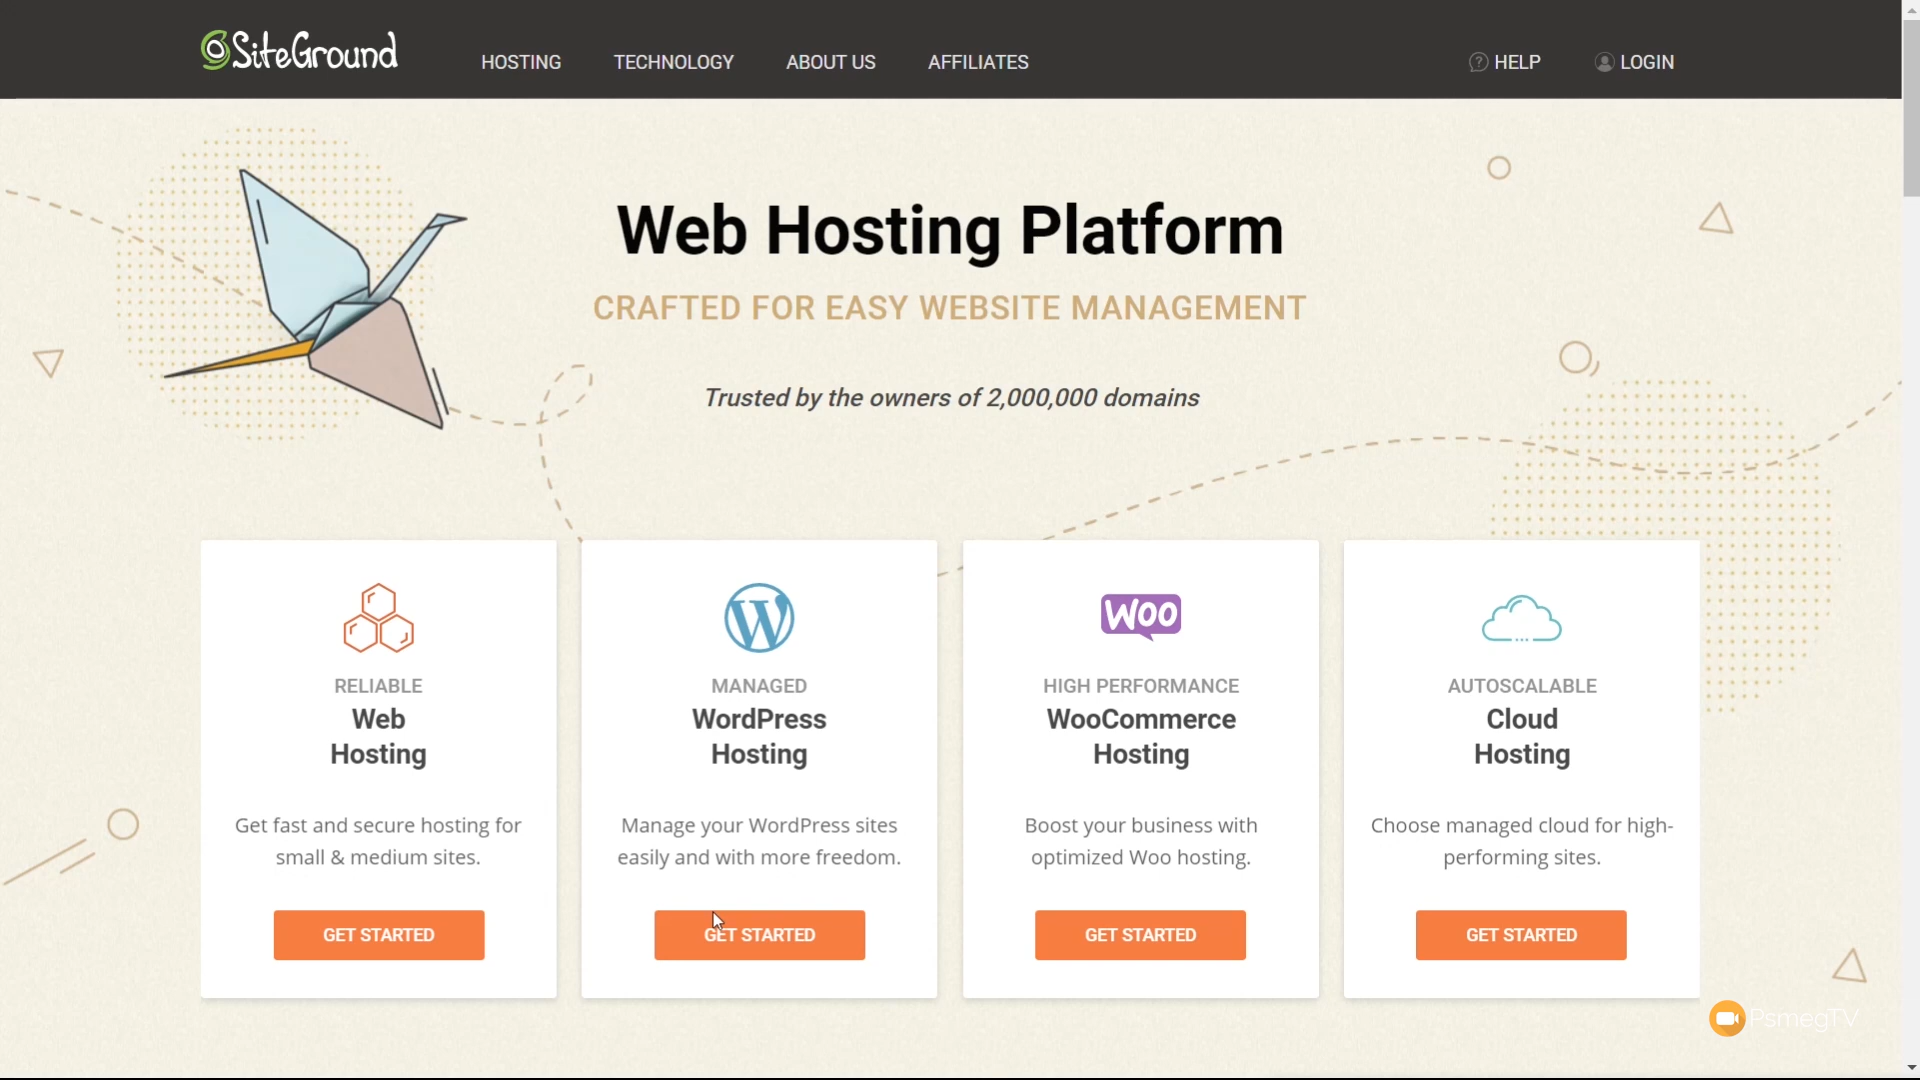 SiteGround
HOSTING
TECHNOLOGY
ABOUT US
AFFILIATES
HELP
LOGIN
Web Hosting Platform
CRAFTED FOR EASY WEBSITE MANAGEMENT
Trusted by the owners of 2,000,000 domains
RELIABLE
Web
Hosting
Get fast and secure hosting for
small & medium sites.
GET STARTED
MANAGED
WordPress
Hosting
Manage your WordPress sites
easily and with more freedom.
GET STARTED
WOO
HIGH PERFORMANCE
WooCommerce
Hosting
Boost your business with
optimized Woo hosting.
GET STARTED
AUTOSCALABLE
Cloud
Hosting
Choose managed cloud for high-
performing sites.
GET STARTED
PsmegTV